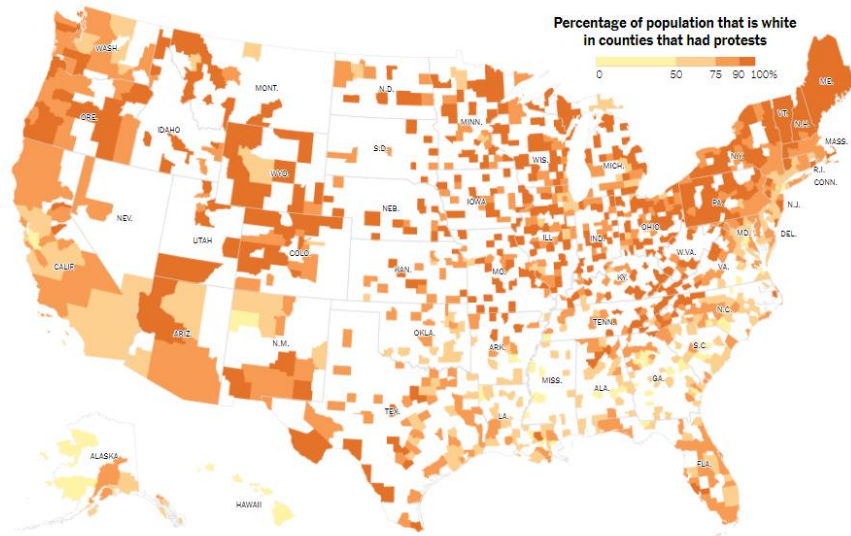 Percentage of population that is white
in counties that had protests
0 50 75 90 100%
WASH.
MONT.
N.D.
MINN.
ME.
VT.
N.H.
ORE.
IDAHO
S.D.
WIS.
MICH.
N.Y.
MASS.
R.I.
CONN.
WYO.
NEB.
IOWA
PA.
N.J.
NEV.
UTAH
COLO.
ILL.
IND.
OHIO
MD.
DEL.
CALIF.
KAN.
MO.
KY.
W.VA.
VA.
ARIZ.
N.M.
OKLA.
ARK.
TENN.
N.C.
S.C.
TEX.
LA.
MISS.
ALA.
GA.
ALASKA
HAWAII
FLA.